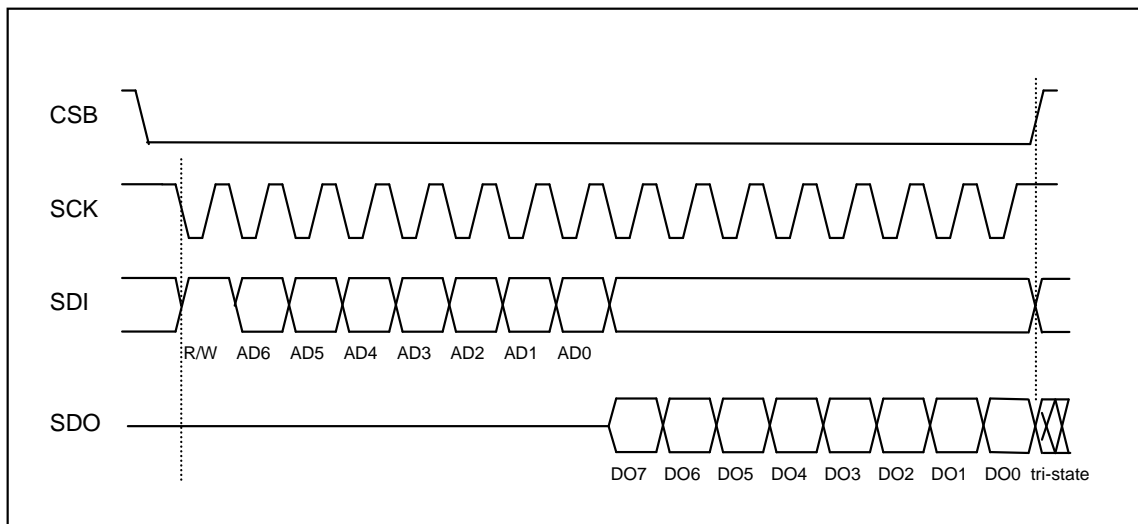 CSB
SCK
SDI
R/W AD6 AD5 AD4 AD3 AD2 AD1 AD0
SDO
DO7 DO6 DO5 DO4 DO3 DO2 DO1 DO0 tri-state